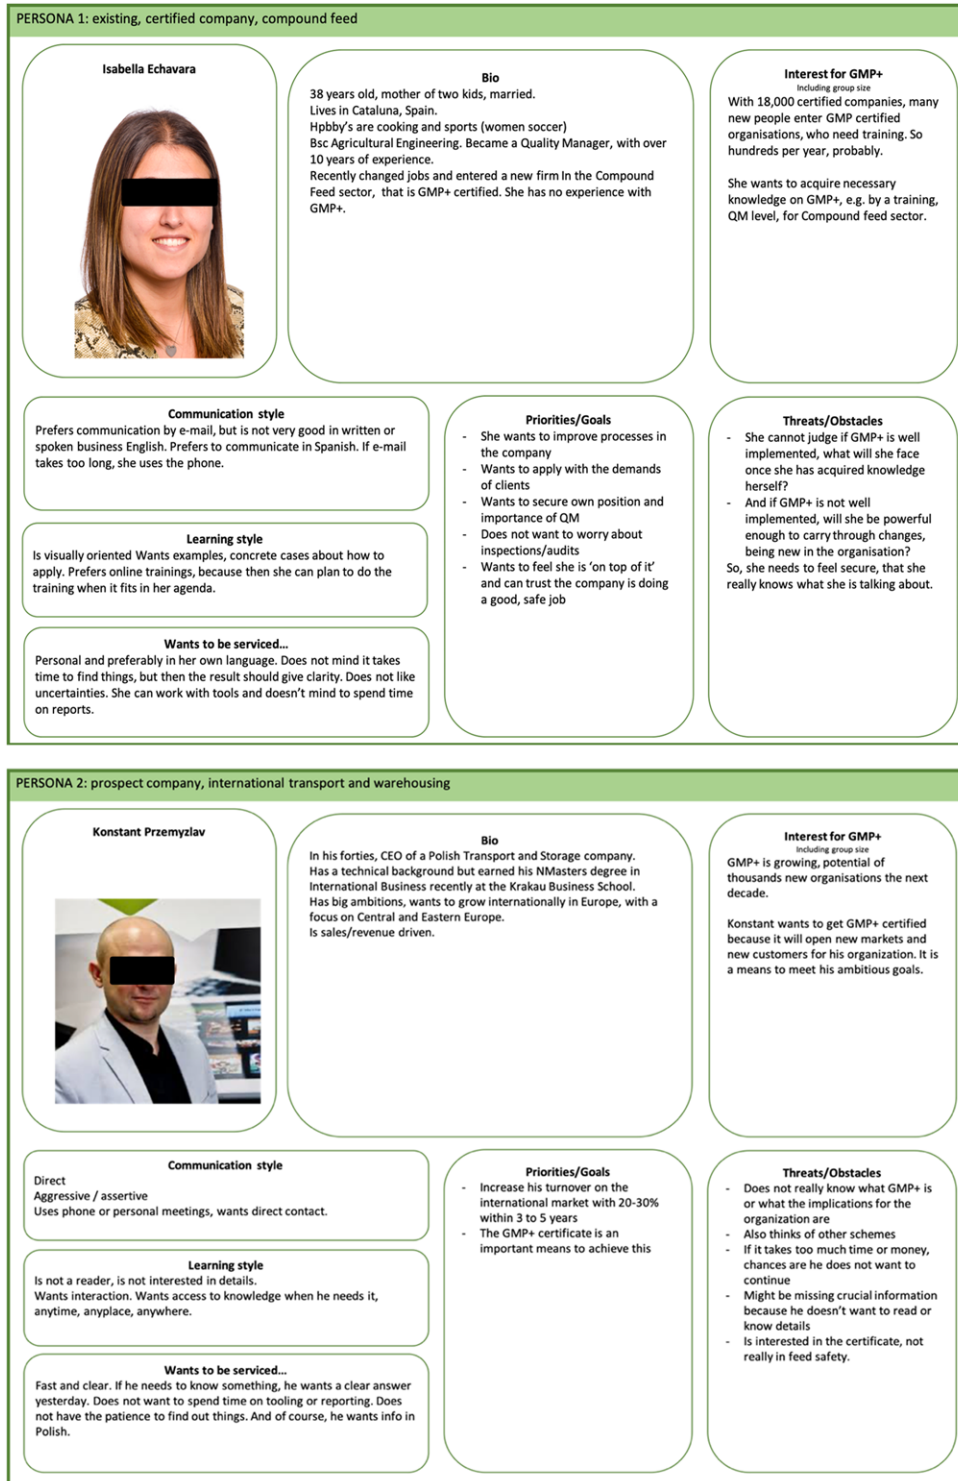 PERSONA 1: existing, certified company, compound feed
Isabella Echavara
Bio
38 years old, mother of two kids, married.
Lives in Cataluna, Spain.
Hpbby's are cooking and sports (women soccer)
Bsc Agricultural Engineering. Became a Quality Manager, with over
10 years of experience.
Recently changed jobs and entered a new firm In the Compound
Feed sector, that is GMP+ certified. She has no experience with
GMP+.
Interest for GMP+
Including group size
With 18,000 certified companies, many
new people enter GMP certified
organisations, who need training. So
hundreds per year, probably.
She wants to acquire necessary
knowledge on GMP+, e.g. by a training,
QM level, for Compound feed sector.
Communication style
Prefers communication by e-mail, but is not very good in written or
spoken business English. Prefers to communicate in Spanish. If e-mail
takes too long, she uses the phone.
Learning style
Is visually oriented Wants examples, concrete cases about how to
apply. Prefers online trainings, because then she can plan to do the
training when it fits in her agenda.
Wants to be serviced...
Personal and preferably in her own language. Does not mind it takes
time to find things, but then the result should give clarity. Does not like
uncertainties. She can work with tools and doesn't mind to spend time
on reports.
Priorities/Goals
- She wants to improve processes in
the company
- Wants to apply with the demands
of clients
- Wants to secure own position and
importance of QM
- Does not want to worry about
inspections/audits
- Wants to feel she is 'on top of it'
and can trust the company is doing
a good, safe job
Threats/Obstacles
- She cannot judge if GMP+ is well
implemented, what will she face
once she has acquired knowledge
herself?
- And if GMP+ is not well
implemented, will she be powerful
enough to carry through changes,
being new in the organisation?
So, she needs to feel secure, that she
really knows what she is talking about.
PERSONA 2: prospect company, international transport and warehousing
Konstant Przemyzlav
Bio
In his forties, CEO of a Polish Transport and Storage company.
Has a technical background but earned his NMasters degree in
International Business recently at the Krakau Business School.
Has big ambitions, wants to grow internationally in Europe, with a
focus on Central and Eastern Europe.
Is sales/revenue driven.
Interest for GMP+
Including group size
GMP+ is growing, potential of
thousands new organisations the next
decade.
Konstant wants to get GMP+ certified
because it will open new markets and
new customers for his organization. It is
a means to meet his ambitious goals.
Communication style
Direct
Aggressive / assertive
Uses phone or personal meetings, wants direct contact.
Learning style
Is not a reader, is not interested in details.
Wants interaction. Wants access to knowledge when he needs it,
anytime, anyplace, anywhere.
Wants to be serviced...
Fast and clear. If he needs to know something, he wants a clear answer
yesterday. Does not want to spend time on tooling or reporting. Does
not have the patience to find out things. And of course, he wants info in
Polish.
Priorities/Goals
- Increase his turnover on the
international market with 20-30%
within 3 to 5 years
- The GMP+ certificate is an
important means to achieve this
Threats/Obstacles
- Does not really know what GMP+ is
or what the implications for the
organization are
- Also thinks of other schemes
- If it takes too much time or money,
chances are he does not want to
continue
- Might be missing crucial information
because he doesn't want to read or
know details
- Is interested in the certificate, not
really in feed safety.